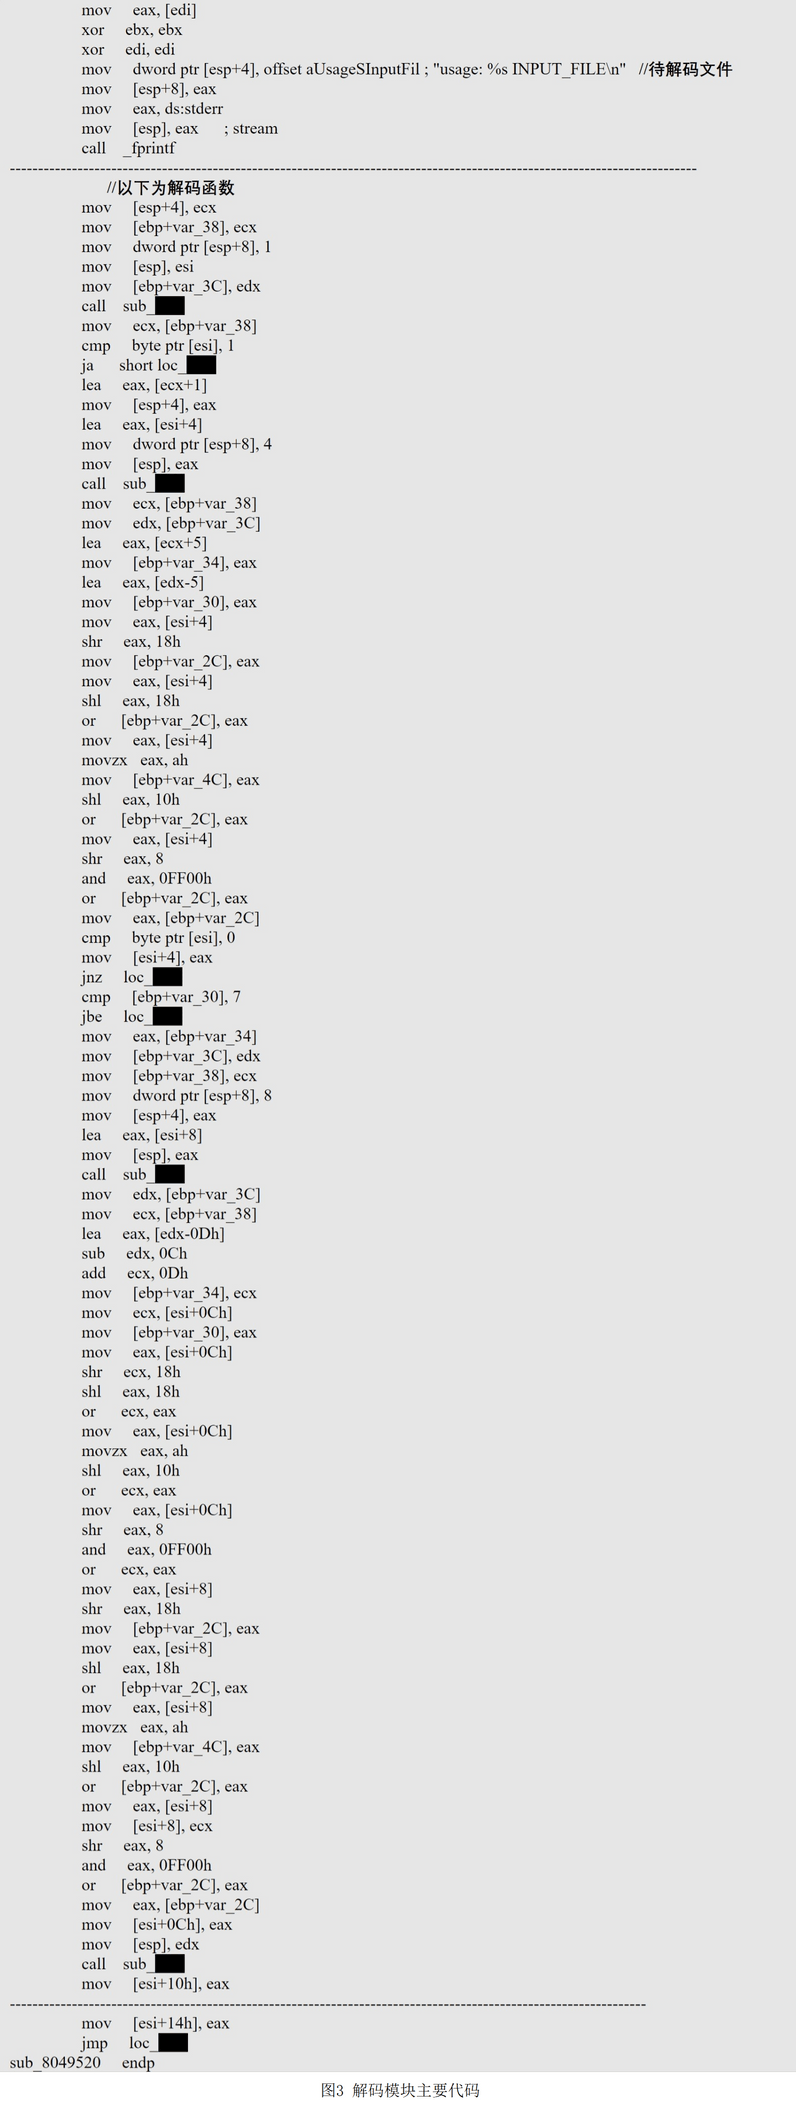 mov eax, [edi]
xor ebx, ebx
xor edi, edi
mov dword ptr [esp+4], offset aUsageSInputFil ; "usage: %s INPUT_FILE\n" //待解码文件
mov [esp+8], eax
mov eax, ds:stderr
mov [esp], eax ; stream
call _fprintf
//以下为解码函数
mov [esp+4], ecx
mov [ebp+var_38], ecx
mov dword ptr [esp+8], 1
mov [esp], esi
mov [ebp+var_3C], edx
call sub_
mov ecx, [ebp+var_38]
cmp byte ptr [esi], 1
ja short loc_
lea eax, [ecx+1]
mov [esp+4], eax
lea eax, [esi+4]
mov dword ptr [esp+8], 4
mov [esp], eax
call sub_
mov ecx, [ebp+var_38]
mov edx, [ebp+var_3C]
lea eax, [ecx+5]
mov [ebp+var_34], eax
lea eax, [edx-5]
mov [ebp+var_30], eax
mov eax, [esi+4]
shr eax, 18h
mov [ebp+var_2C], eax
mov eax, [esi+4]
shl eax, 18h
or [ebp+var_2C], eax
mov eax, [esi+4]
movzx eax, ah
mov [ebp+var_4C], eax
shl eax, 10h
or [ebp+var_2C], eax
mov eax, [esi+4]
shr eax, 8
and eax, 0FF00h
or [ebp+var_2C], eax
mov eax, [ebp+var_2C]
cmp byte ptr [esi], 0
mov [esi+4], eax
jnz loc_
cmp [ebp+var_30], 7
jbe loc_
mov eax, [ebp+var_34]
mov [ebp+var_3C], edx
mov [ebp+var_38], ecx
mov dword ptr [esp+8], 8
mov [esp+4], eax
lea eax, [esi+8]
mov [esp], eax
call sub_
mov edx, [ebp+var_3C]
mov ecx, [ebp+var_38]
lea eax, [edx-0Dh]
sub edx, 0Ch
add ecx, 0Dh
mov [ebp+var_34], ecx
mov ecx, [esi+0Ch]
mov [ebp+var_30], eax
mov eax, [esi+0Ch]
shr ecx, 18h
shl eax, 18h
or ecx, eax
mov eax, [esi+0Ch]
movzx eax, ah
shl eax, 10h
or ecx, eax
mov eax, [esi+0Ch]
shr eax, 8
and eax, 0FF00h
or ecx, eax
mov eax, [esi+8]
shr eax, 18h
mov [ebp+var_2C], eax
mov eax, [esi+8]
shl eax, 18h
or [ebp+var_2C], eax
mov eax, [esi+8]
movzx eax, ah
mov [ebp+var_4C], eax
shl eax, 10h
or [ebp+var_2C], eax
mov eax, [esi+8]
mov [esi+8], ecx
shr eax, 8
and eax, 0FF00h
or [ebp+var_2C], eax
mov eax, [ebp+var_2C]
mov [esi+0Ch], eax
mov [esp], edx
call sub_
mov [esi+10h], eax
mov [esi+14h], eax
jmp loc_
sub_8049520 endp
图3 解码模块主要代码